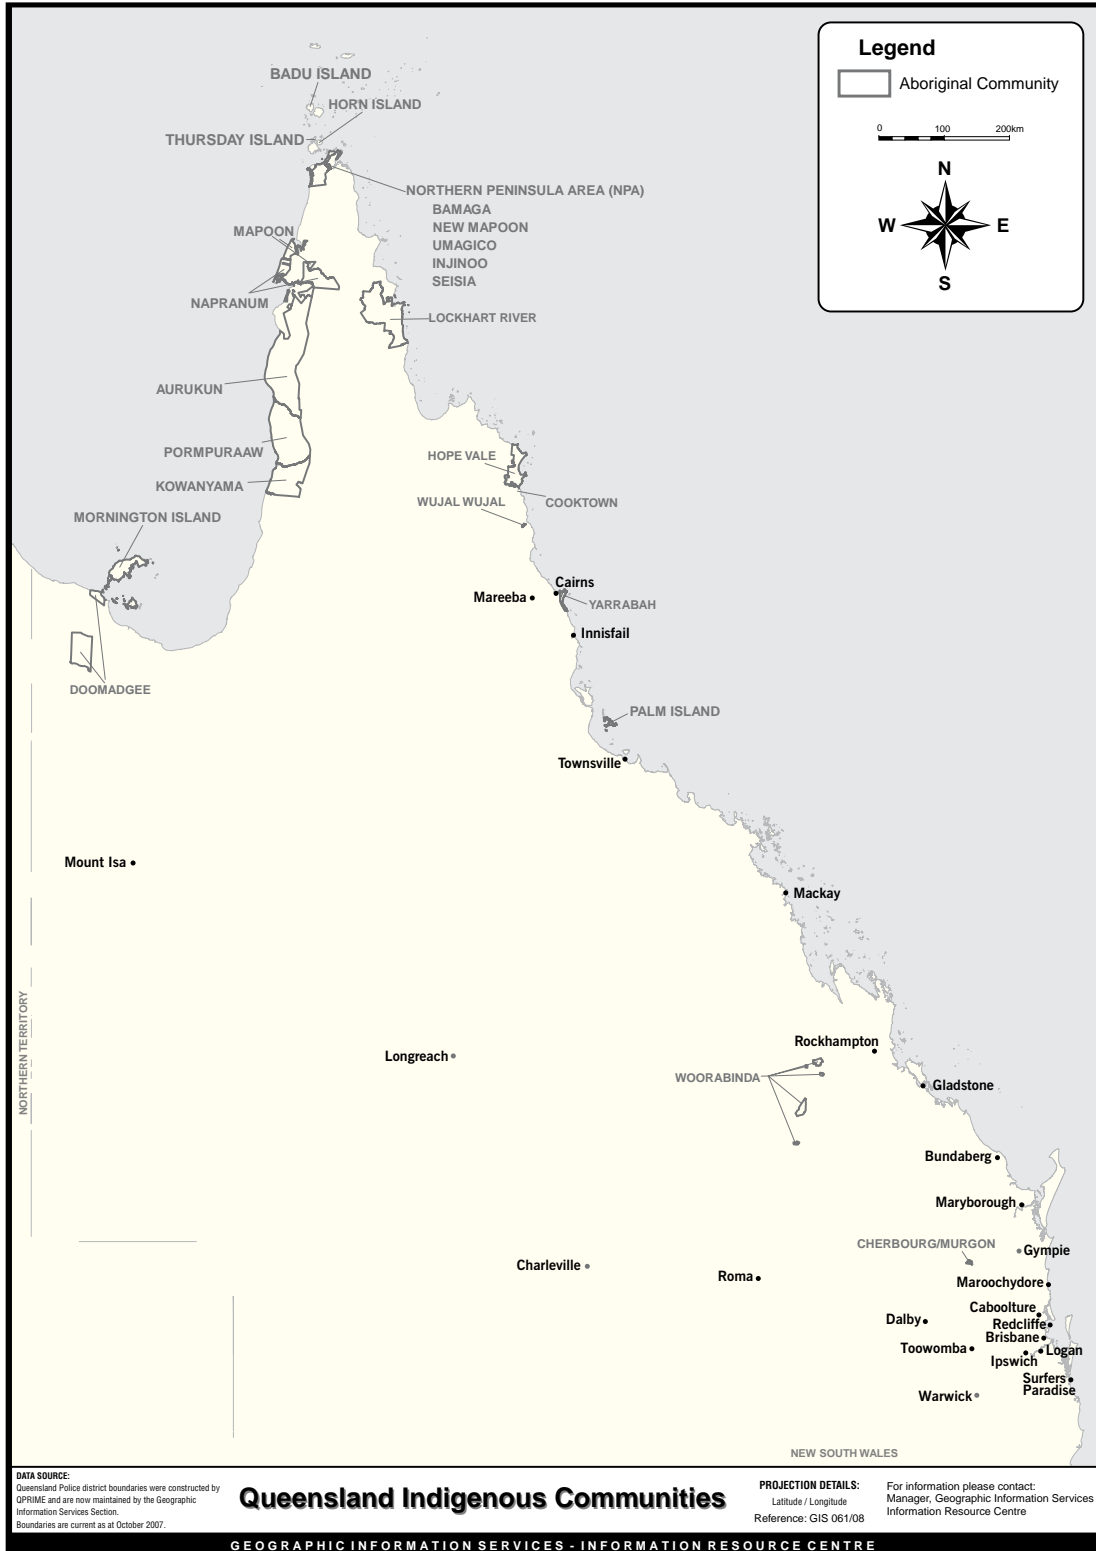 Legend
Aboriginal Community
0 100 200km
N
W E
S
BADU ISLAND
HORN ISLAND
THURSDAY ISLAND
NORTHERN PENINSULA AREA (NPA)
BAMAGA
NEW MAPOON
UMAGICO
INJINOO
SEISIA
MAPOON
NAPRANUM
LOCKHART RIVER
AURUKUN
PORMPURAAW
HOPE VALE
KOWANYAMA
WUJAL WUJAL
COOKTOWN
MORNINGTON ISLAND
Cairns
Mareeba
YARRABAH
Innisfail
DOOMADGEE
PALM ISLAND
Townsville
Mount Isa
Mackay
NORTHERN TERRITORY
Rockhampton
Longreach
WOORABINDA
Gladstone
Bundaberg
Maryborough
CHERBOURG/MURGON
Gympie
Charleville
Roma
Maroochydore
Caboolture
Dalby
Redcliffe
Brisbane
Toowomba
Logan
Ipswich
Surfers
Paradise
Warwick
NEW SOUTH WALES
DATA SOURCE:
Queensland Police district boundaries were constructed by
QPRIME and are now maintained by the Geographic
Information Services Section.
Boundaries are current as at October 2007.
Queensland Indigenous Communities
PROJECTION DETAILS:
Latitude / Longitude
Reference: GIS 061/08
For information please contact:
Manager, Geographic Information Services
Information Resource Centre
GEOGRAPHIC INFORMATION SERVICES - INFORMATION RESOURCE CENTRE